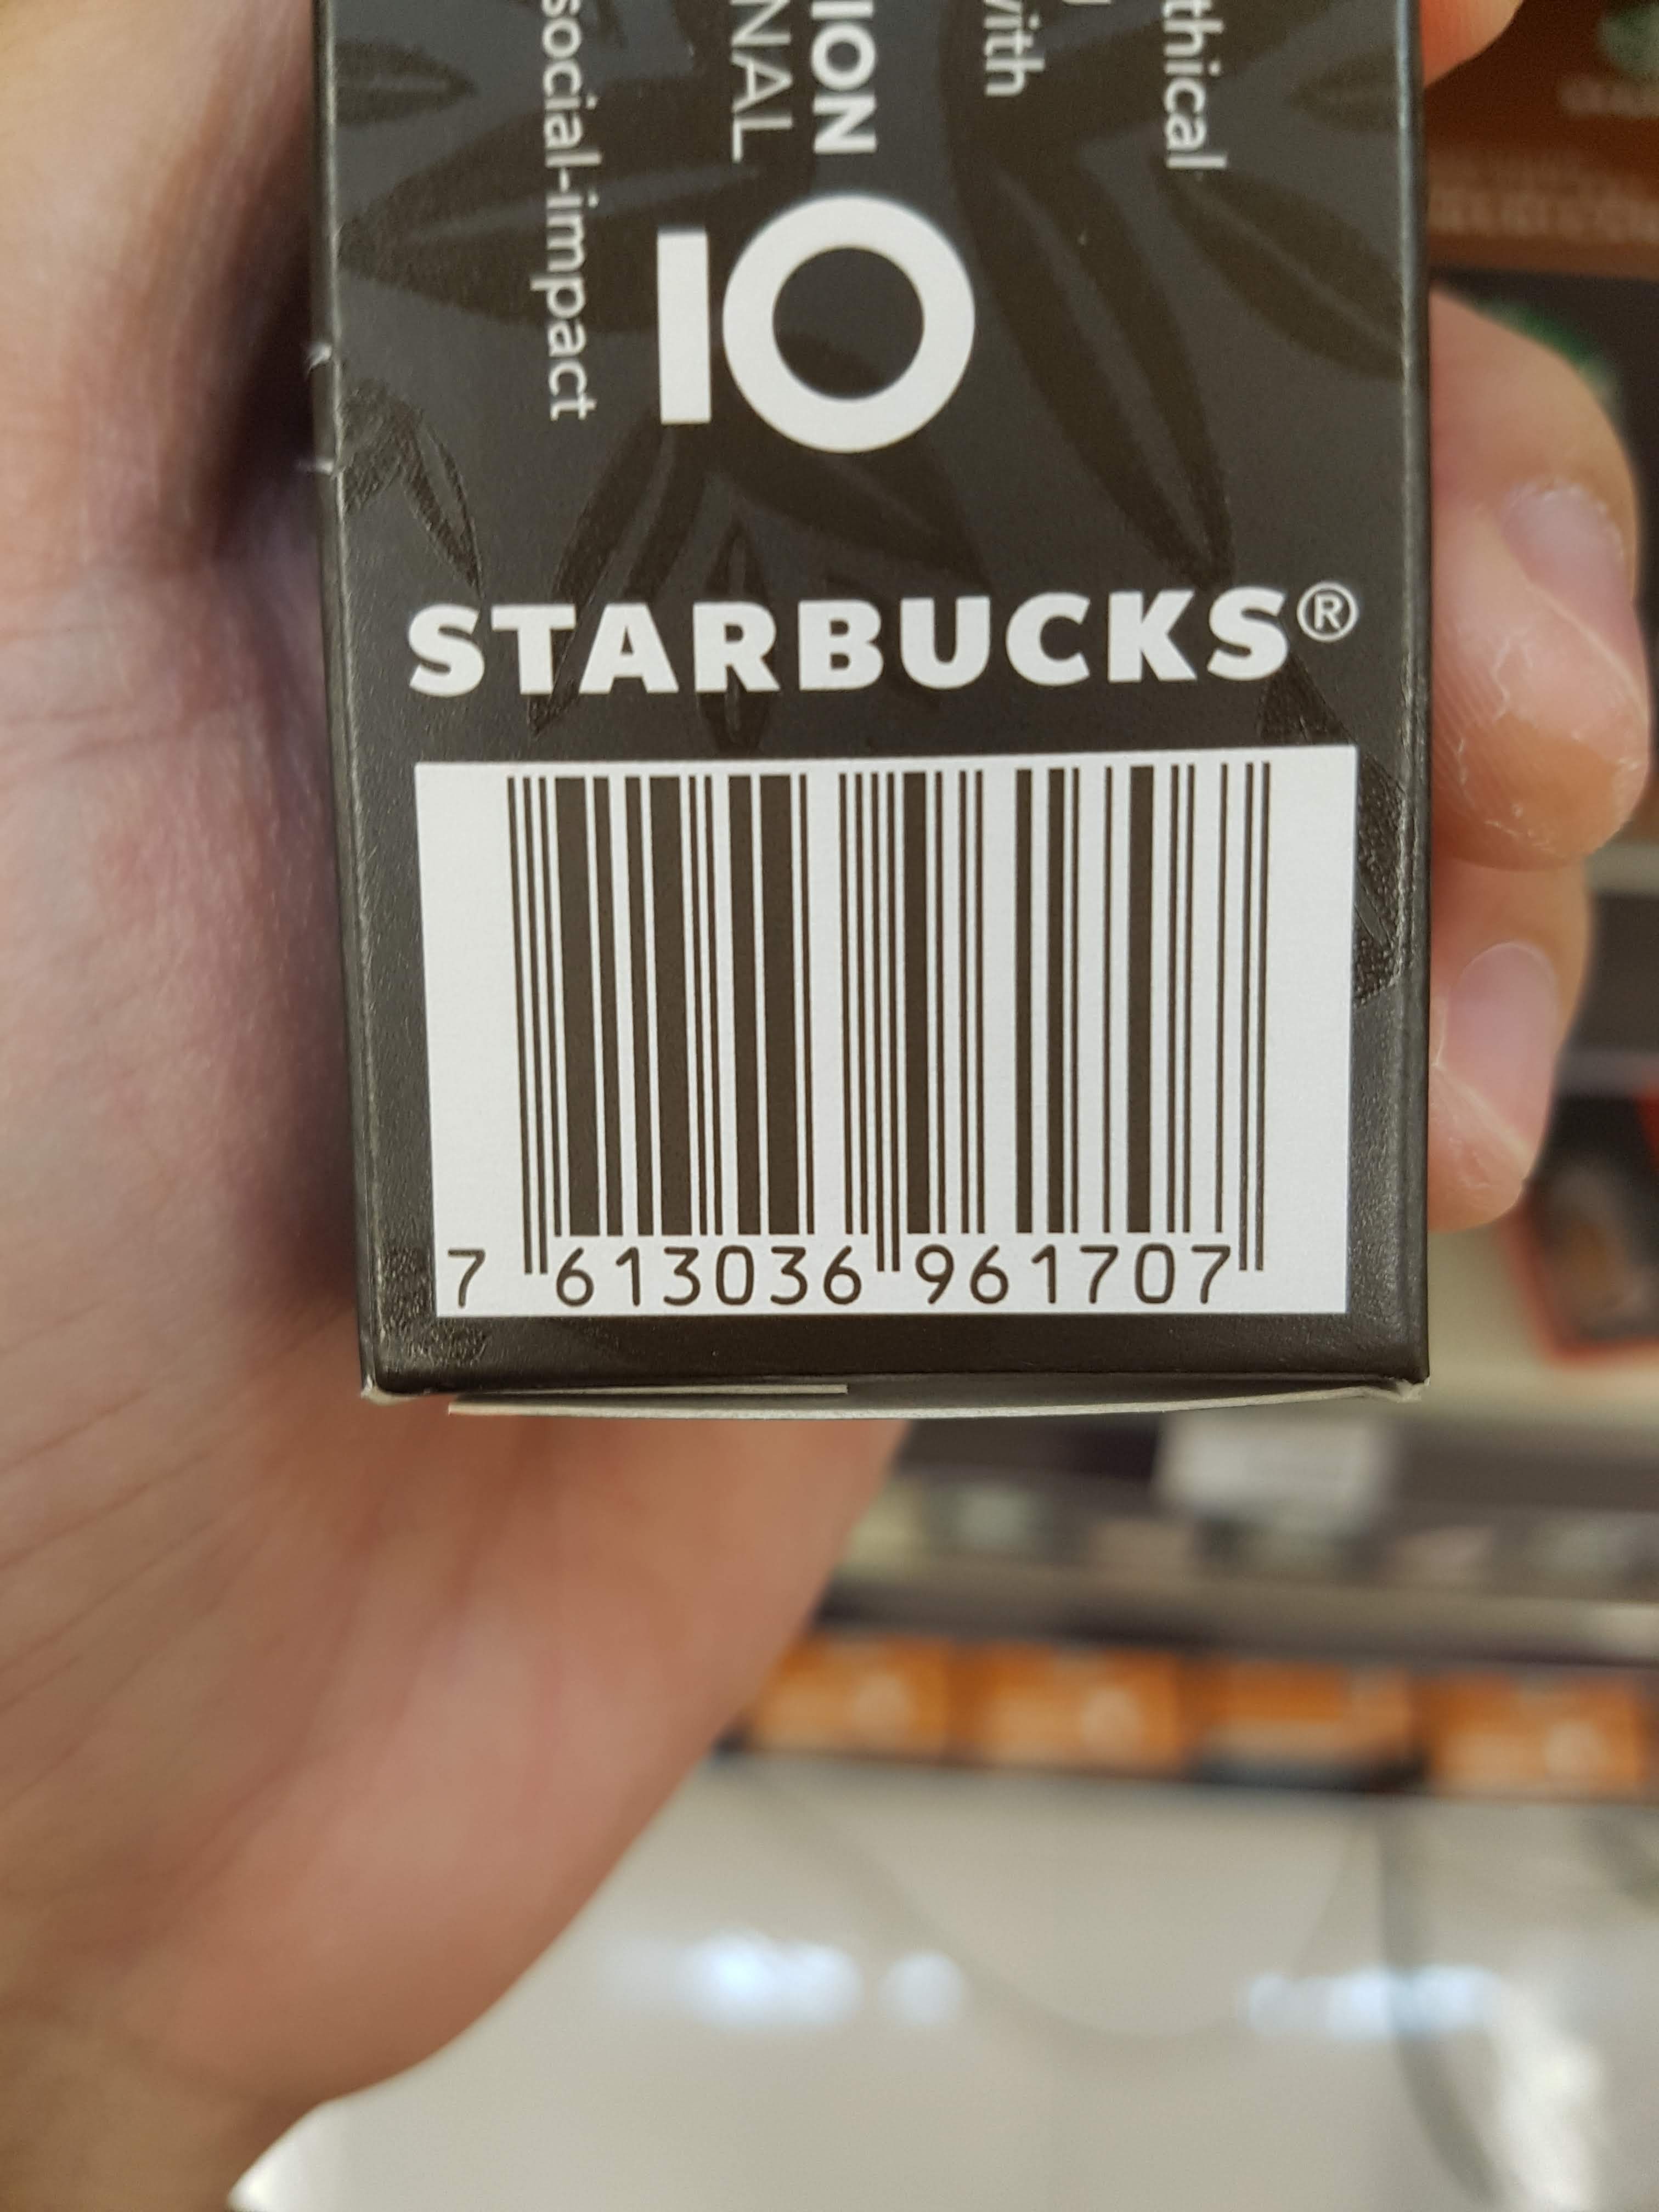 thical
with
ION
NAL
social-impact
10
STARBUCKS®
7 613036 961707